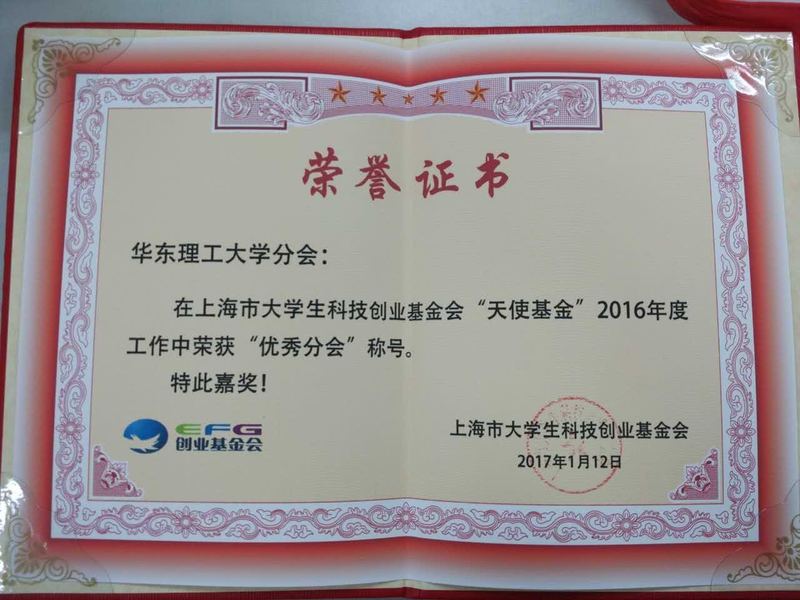 荣誉证书
华东理工大学分会：
在上海市大学生科技创业基金会“天使基金”2016年度
工作中荣获“优秀分会”称号。
特此嘉奖！
EFG
创业基金会
上海市大学生科技创业基金会
2017年1月12日